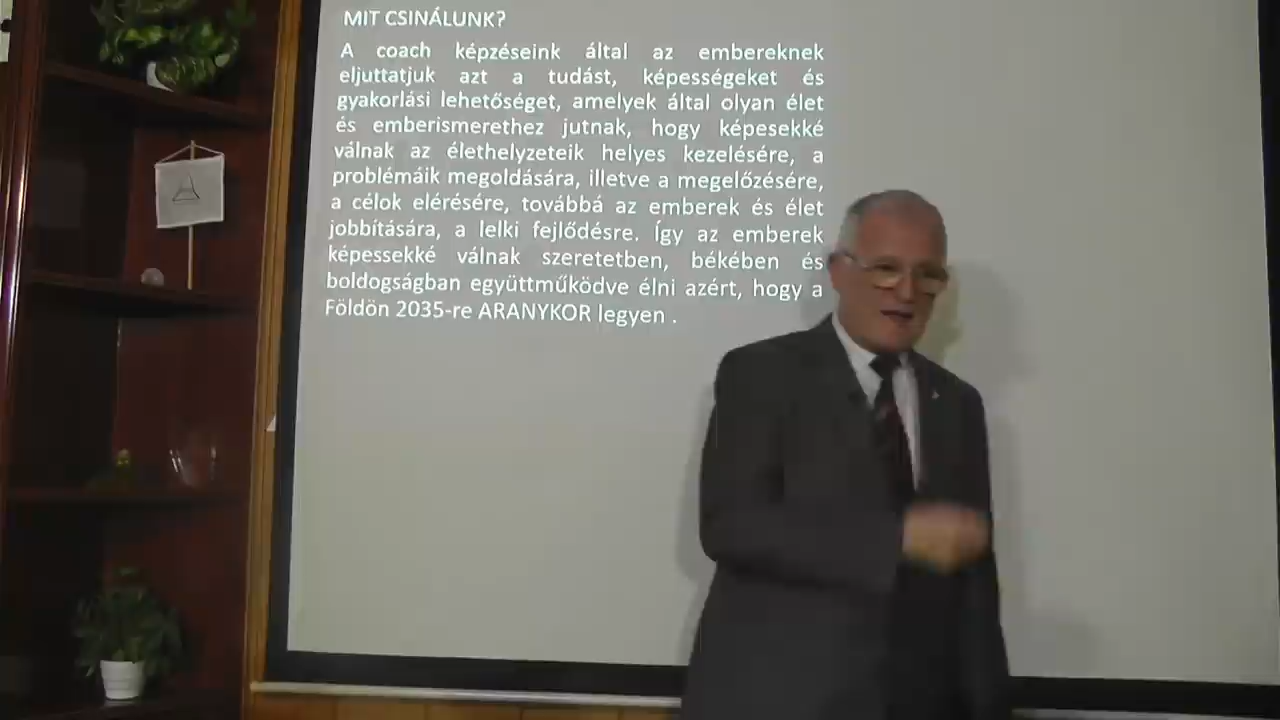 MIT CSINÁLUNK?
A coach képzéseink által az embereknek
eljuttatjuk azt a tudást, képességeket és
gyakorlási lehetőséget, amelyek által olyan élet
és emberismerethez jutnak, hogy képesekké
válnak az élethelyzeteik helyes kezelésére, a
problémáik megoldására, illetve a megelőzésére,
a célok elérésére, továbbá az emberek és élet
jobbítására, a lelki fejlődésre. Így az emberek
képessekké válnak szeretetben, békében és
boldogságban együttműködve élni azért, hogy a
Földön 2035-re ARANYKOR legyen .